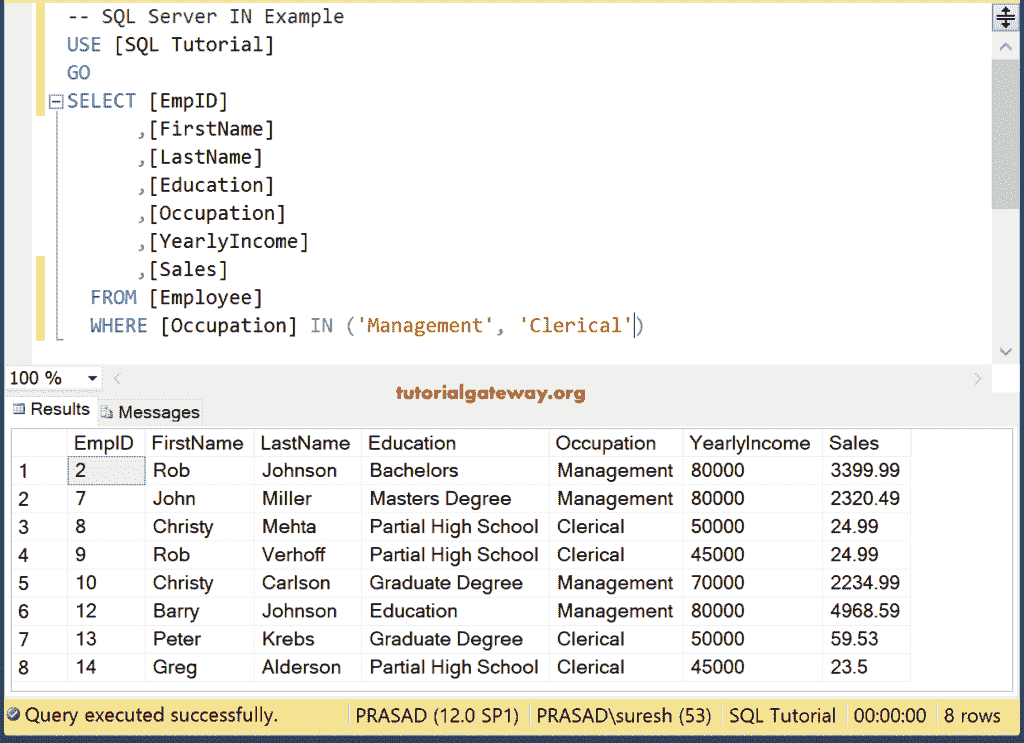 -- SQL Server IN Example
USE [SQL Tutorial]
GO
SELECT [EmpID]
,[FirstName]
,[LastName]
,[Education]
,[Occupation]
,[YearlyIncome]
,[Sales]
FROM [Employee]
WHERE [Occupation] IN ('Management', 'Clerical')
100 %
tutorialgateway.org
Results Messages
EmpID FirstName LastName Education Occupation YearlyIncome Sales
1 2 Rob Johnson Bachelors Management 80000 3399.99
2 7 John Miller Masters Degree Management 80000 2320.49
3 8 Christy Mehta Partial High School Clerical 50000 24.99
4 9 Rob Verhoff Partial High School Clerical 45000 24.99
5 10 Christy Carlson Graduate Degree Management 70000 2234.99
6 12 Barry Johnson Education Management 80000 4968.59
7 13 Peter Krebs Graduate Degree Clerical 50000 59.53
8 14 Greg Alderson Partial High School Clerical 45000 23.5
Query executed successfully. PRASAD (12.0 SP1) PRASAD\suresh (53) SQL Tutorial 00:00:00 8 rows